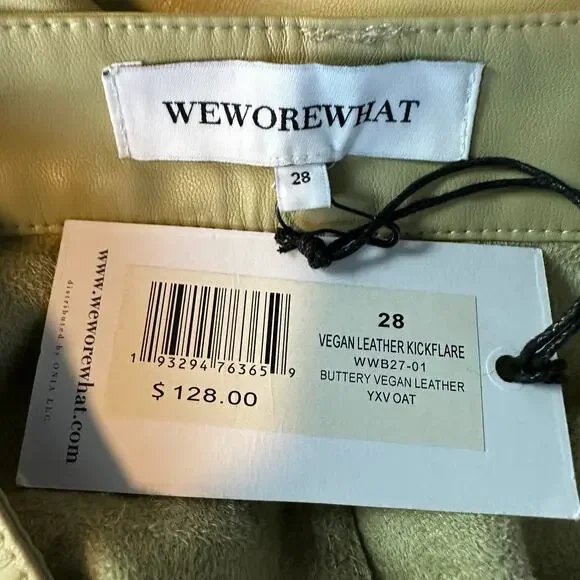 WEWOREWHAT
28
www.weworewhat.com
distributed by ONIA LLC
1 93294 76365 9
$ 128.00
28
VEGAN LEATHER KICKFLARE
WWB27-01
BUTTERY VEGAN LEATHER
YXV OAT